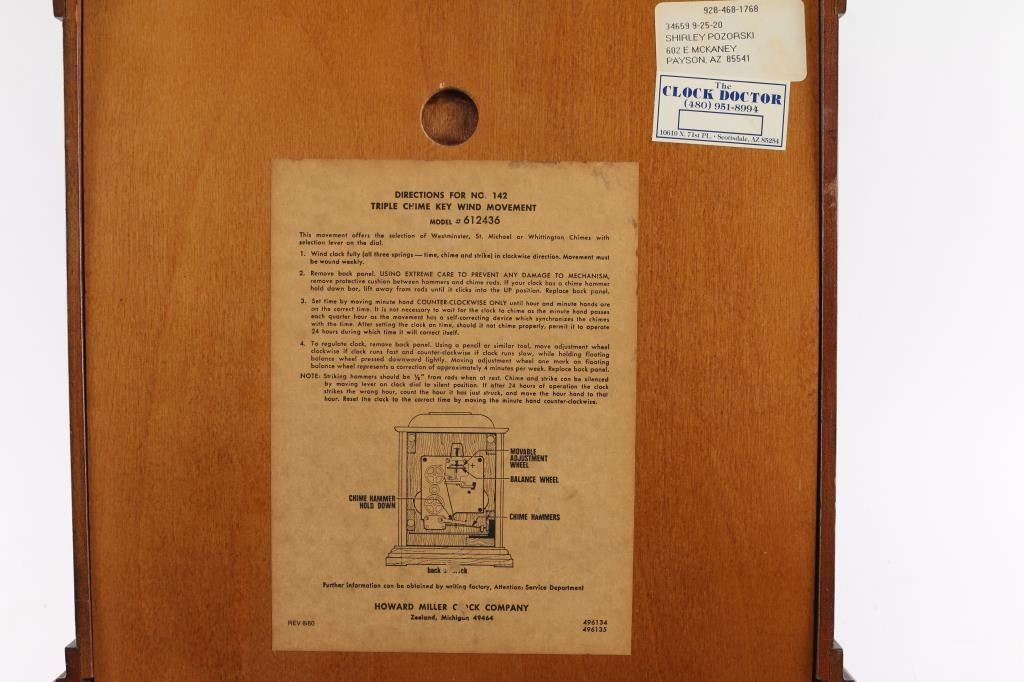 928-468-1768
34659 9-25-20
SHIRLEY POZORSKI
602 E MCKANEY
PAYSON, AZ 85541
The
CLOCK DOCTOR
(480) 951-8994
10610 N. 71st PL. • Scottsdale, AZ 85254
DIRECTIONS FOR NO. 142
TRIPLE CHIME KEY WIND MOVEMENT
MODEL # 612436
This movement offers the selection of Westminster, St. Michael or Whittington Chimes with
selection lever on the dial.
1. Wind clock fully (all three springs — time, chime and strike) in clockwise direction. Movement must
be wound weekly.
2. Remove back panel. USING EXTREME CARE TO PREVENT ANY DAMAGE TO MECHANISM,
remove protective cushion between hammers and chime rods. If your clock has a chime hammer
hold down bar, lift away from rods until it clicks into the UP position. Replace back panel.
3. Set time by moving minute hand COUNTER-CLOCKWISE ONLY until hour and minute hands are
on the correct time. It is not necessary to wait for the clock to chime as the minute hand passes
each quarter hour as the movement has a self-correcting device which synchronizes the chimes
with the time. After setting the clock on time, should it not chime properly, permit it to operate
24 hours during which time it will correct itself.
4. To regulate clock, remove back panel. Using a pencil or similar tool, move adjustment wheel
clockwise if clock runs fast and counter-clockwise if clock runs slow, while holding floating
balance wheel pressed downward lightly. Moving adjustment wheel one mark on floating
balance wheel represents a correction of approximately 4 minutes per week. Replace back panel.
NOTE: Striking hammers should be ⅛" from rods when at rest. Chime and strike can be silenced
by moving lever on clock dial to silent position. If after 24 hours of operation the clock
strikes the wrong hour, count the hour it has just struck, and move the hour hand to that
hour. Reset the clock to the correct time by moving the minute hand counter-clockwise.
MOVABLE
ADJUSTMENT
WHEEL
BALANCE WHEEL
CHIME HAMMER
HOLD DOWN
CHIME HAMMERS
back
Further information can be obtained by writing factory, Attention: Service Department
HOWARD MILLER CLOCK COMPANY
Zeeland, Michigan 49464
REV 8/80
496134
496135